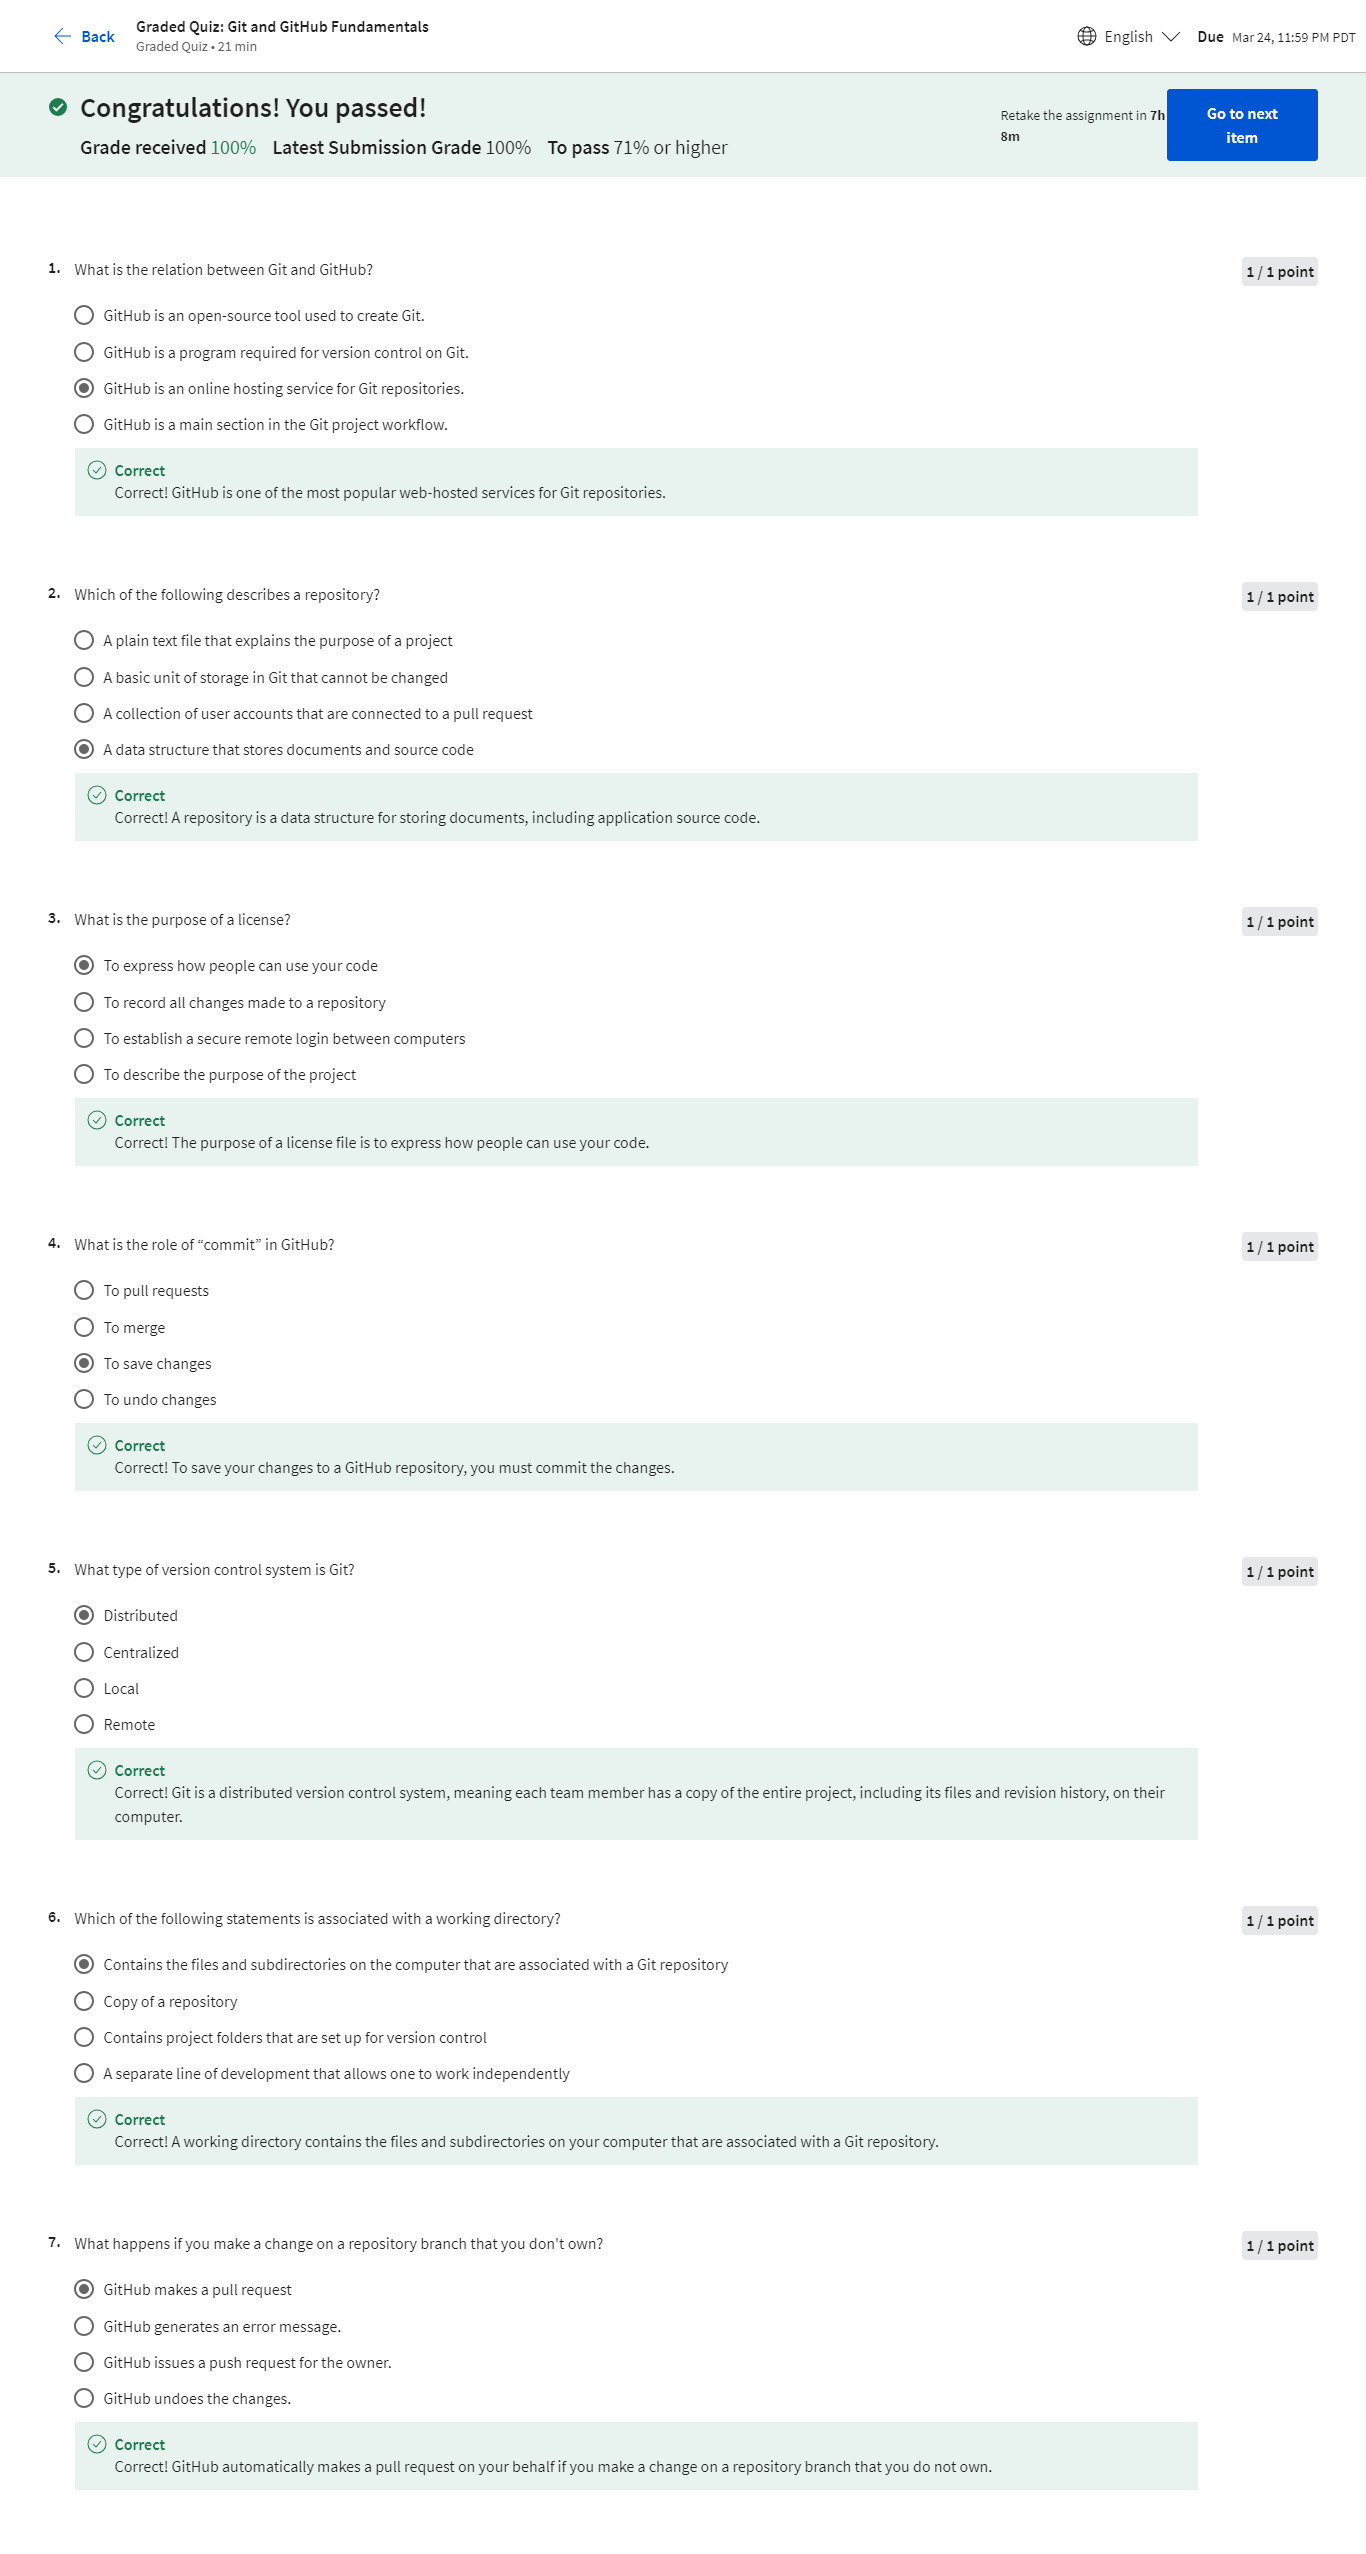 Back
Graded Quiz: Git and GitHub Fundamentals
Graded Quiz • 21 min
English
Due Mar 24, 11:59 PM PDT
Congratulations! You passed!
Grade received 100% Latest Submission Grade 100% To pass 71% or higher
Retake the assignment in 7h
8m
Go to next
item
1. What is the relation between Git and GitHub?
1 / 1 point
GitHub is an open-source tool used to create Git.
GitHub is a program required for version control on Git.
GitHub is an online hosting service for Git repositories.
GitHub is a main section in the Git project workflow.
Correct
Correct! GitHub is one of the most popular web-hosted services for Git repositories.
2. Which of the following describes a repository?
1 / 1 point
A plain text file that explains the purpose of a project
A basic unit of storage in Git that cannot be changed
A collection of user accounts that are connected to a pull request
A data structure that stores documents and source code
Correct
Correct! A repository is a data structure for storing documents, including application source code.
3. What is the purpose of a license?
1 / 1 point
To express how people can use your code
To record all changes made to a repository
To establish a secure remote login between computers
To describe the purpose of the project
Correct
Correct! The purpose of a license file is to express how people can use your code.
4. What is the role of “commit” in GitHub?
1 / 1 point
To pull requests
To merge
To save changes
To undo changes
Correct
Correct! To save your changes to a GitHub repository, you must commit the changes.
5. What type of version control system is Git?
1 / 1 point
Distributed
Centralized
Local
Remote
Correct
Correct! Git is a distributed version control system, meaning each team member has a copy of the entire project, including its files and revision history, on their
computer.
6. Which of the following statements is associated with a working directory?
1 / 1 point
Contains the files and subdirectories on the computer that are associated with a Git repository
Copy of a repository
Contains project folders that are set up for version control
A separate line of development that allows one to work independently
Correct
Correct! A working directory contains the files and subdirectories on your computer that are associated with a Git repository.
7. What happens if you make a change on a repository branch that you don't own?
1 / 1 point
GitHub makes a pull request
GitHub generates an error message.
GitHub issues a push request for the owner.
GitHub undoes the changes.
Correct
Correct! GitHub automatically makes a pull request on your behalf if you make a change on a repository branch that you do not own.